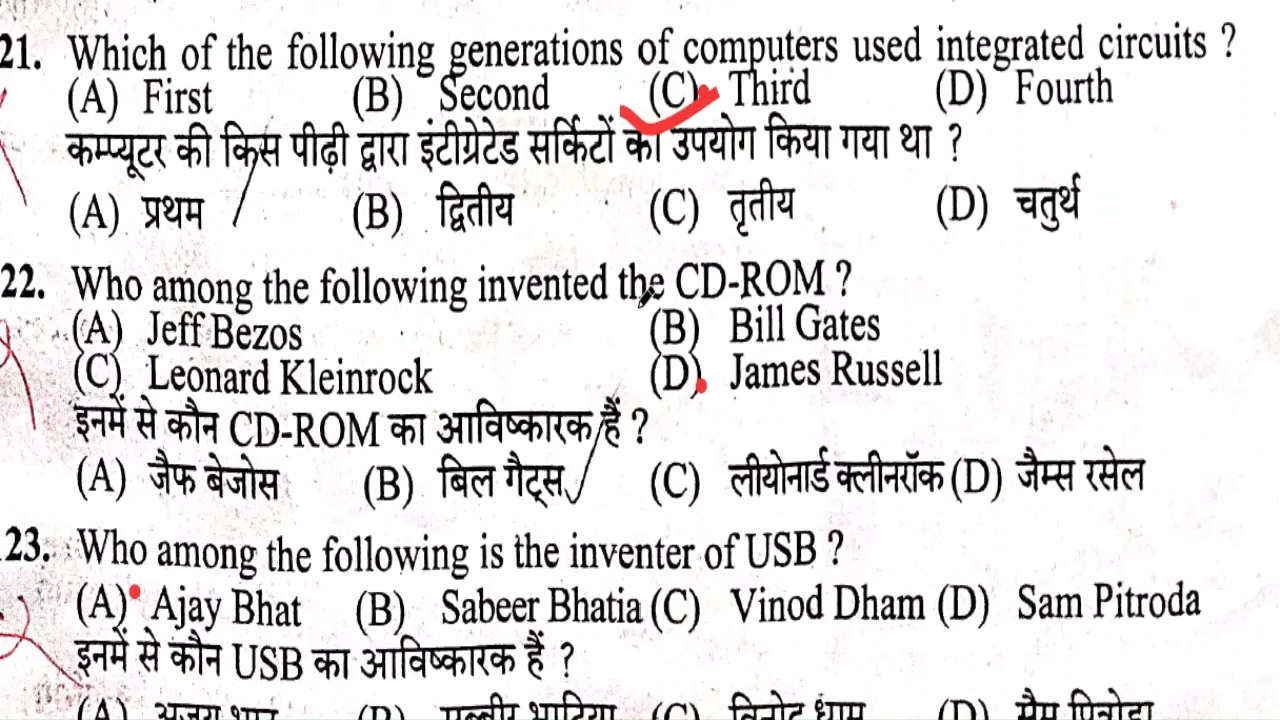 21. Which of the following generations of computers used integrated circuits ?
(A) First (B) Second (C) Third (D) Fourth
कम्प्यूटर की किस पीढ़ी द्वारा इंटीग्रेटेड सर्किटों का उपयोग किया गया था ?
(A) प्रथम (B) द्वितीय (C) तृतीय (D) चतुर्थ
22. Who among the following invented the CD-ROM ?
(A) Jeff Bezos (B) Bill Gates
(C) Leonard Kleinrock (D) James Russell
इनमें से कौन CD-ROM का आविष्कारक हैं ?
(A) जैफ बेजोस (B) बिल गैट्स (C) लीयोनार्ड क्लीनरॉक (D) जैम्स रसेल
23. Who among the following is the inventer of USB ?
(A) Ajay Bhat (B) Sabeer Bhatia (C) Vinod Dham (D) Sam Pitroda
इनमें से कौन USB का आविष्कारक हैं ?
(A) अजय भाट (B) (C) विनोद धाम (D) सैम पित्रोडा